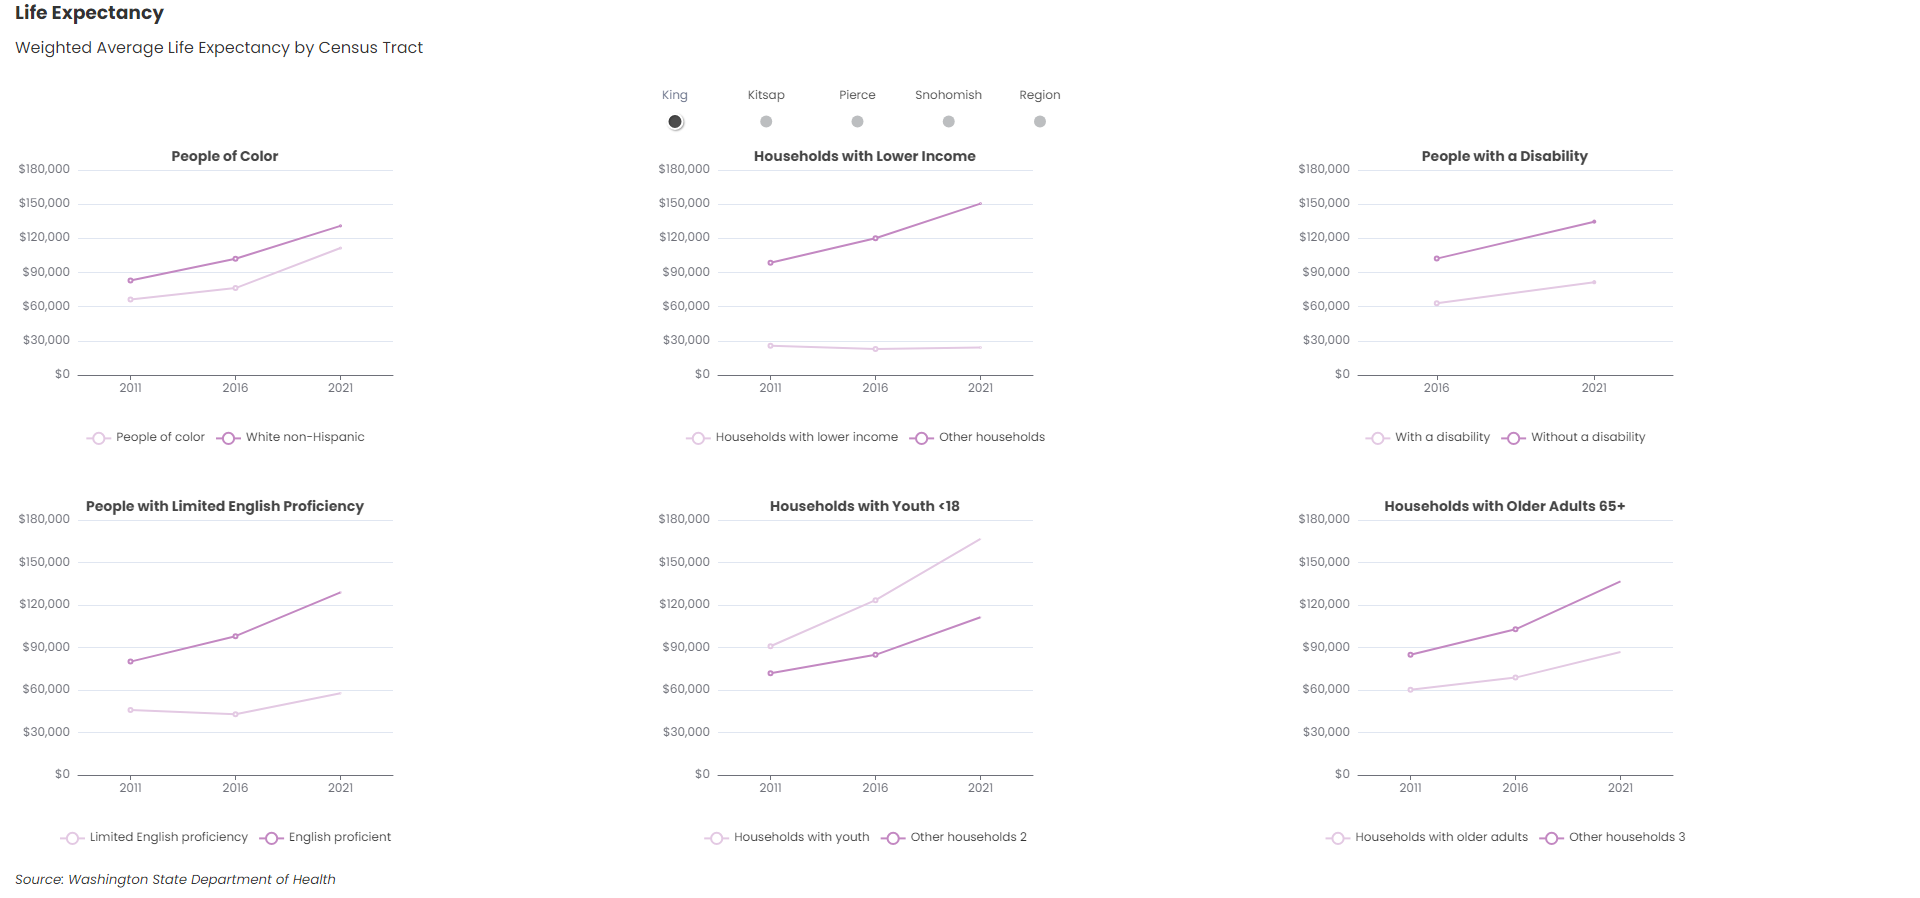 Life Expectancy
Weighted Average Life Expectancy by Census Tract
King Kitsap Pierce Snohomish Region
People of Color
$180,000
$150,000
$120,000
$90,000
$60,000
$30,000
$0
2011 2016 2021
People of color White non-Hispanic
Households with Lower Income
$180,000
$150,000
$120,000
$90,000
$60,000
$30,000
$0
2011 2016 2021
Households with lower income Other households
People with a Disability
$180,000
$150,000
$120,000
$90,000
$60,000
$30,000
$0
2016 2021
With a disability Without a disability
People with Limited English Proficiency
$180,000
$150,000
$120,000
$90,000
$60,000
$30,000
$0
2011 2016 2021
Limited English proficiency English proficient
Households with Youth <18
$180,000
$150,000
$120,000
$90,000
$60,000
$30,000
$0
2011 2016 2021
Households with youth Other households 2
Households with Older Adults 65+
$180,000
$150,000
$120,000
$90,000
$60,000
$30,000
$0
2011 2016 2021
Households with older adults Other households 3
Source: Washington State Department of Health